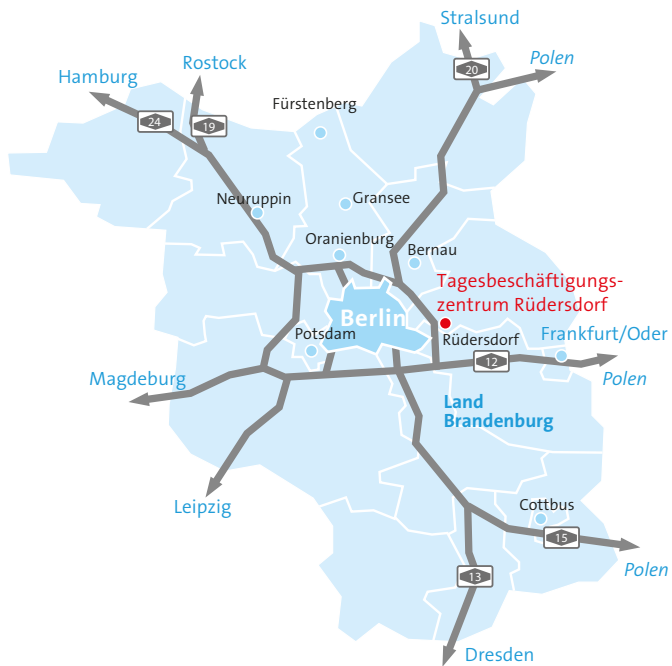 Stralsund
20
Polen
Rostock
Hamburg
24
19
Fürstenberg
Neuruppin
Gransee
Oranienburg
Bernau
Tagesbeschäftigungs-
zentrum Rüdersdorf
Berlin
Potsdam
Rüdersdorf
Frankfurt/Oder
12
Magdeburg
Polen
Land
Brandenburg
Leipzig
Cottbus
15
Polen
13
Dresden